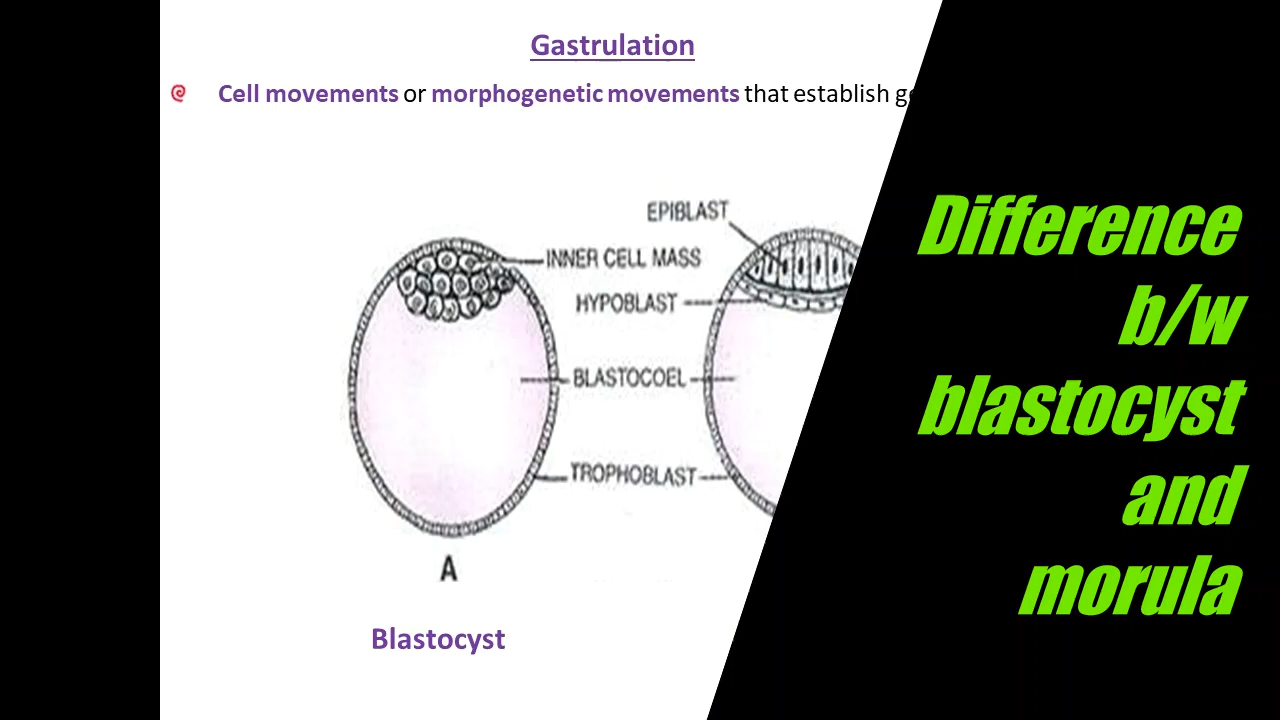 Gastrulation
Cell movements or morphogenetic movements that establish
EPIBLAST
INNER CELL MASS
HYPOBLAST
BLASTOCOEL
TROPHOBLAST
A
Blastocyst
Difference
b/w
blastocyst
and
morula